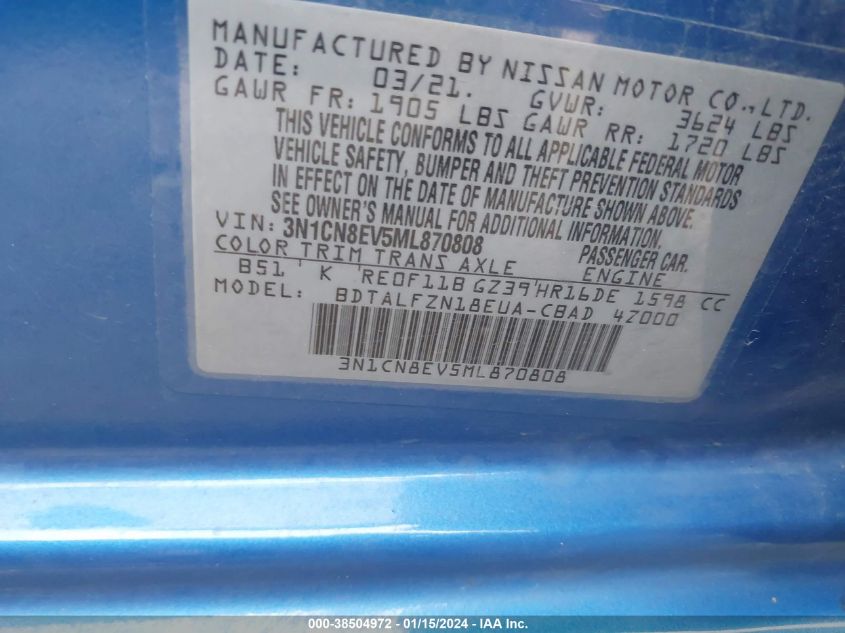 MANUFACTURED BY NISSAN MOTOR CO., LTD.
DATE: 03/21. GVWR: 3624 LBS
GAWR FR: 1905 LBS GAWR RR: 1720 LBS
THIS VEHICLE CONFORMS TO ALL APPLICABLE FEDERAL MOTOR
VEHICLE SAFETY, BUMPER AND THEFT PREVENTION STANDARDS
IN EFFECT ON THE DATE OF MANUFACTURE SHOWN ABOVE.
SEE OWNER'S MANUAL FOR ADDITIONAL INFORMATION.
VIN: 3N1CN8EV5ML870808 PASSENGER CAR.
COLOR TRIM TRANS AXLE ENGINE
B51 ' K 'RE0F11B GZ39'HR16DE 1598 CC
MODEL: BDTALFZN18EUA-CBAD 4Z000
3N1CN8EV5ML870808
000-38504972 - 01/15/2024 - IAA Inc.